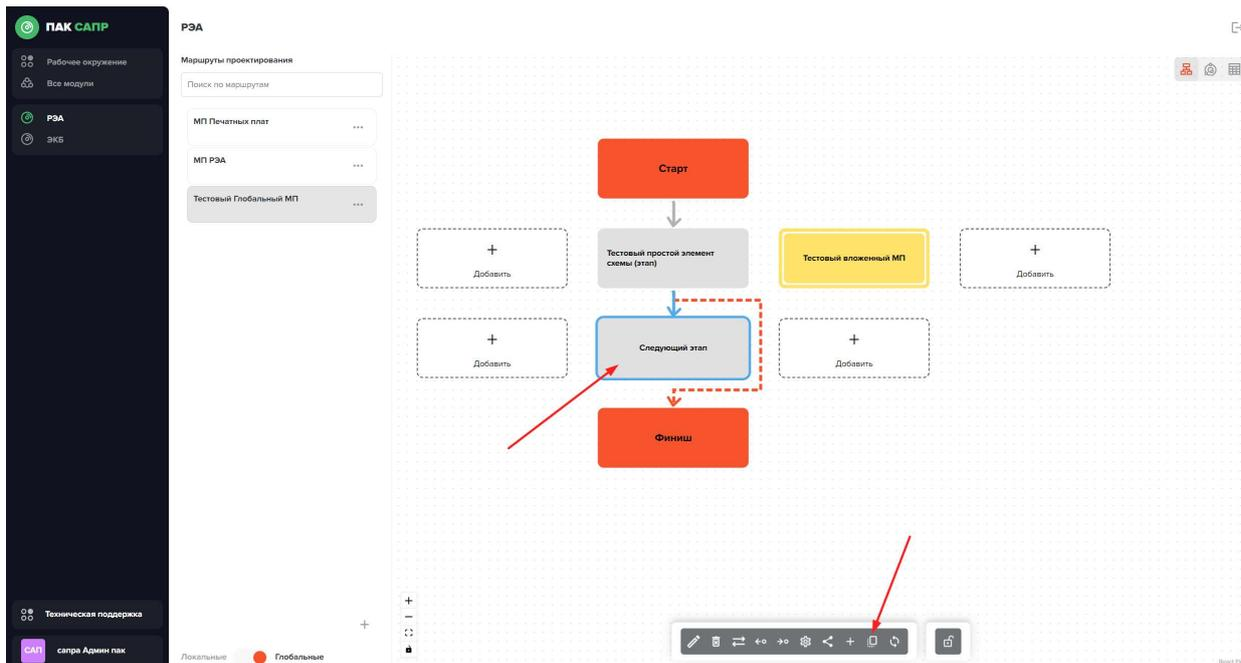 ПАК САПР
Рабочее окружение
Все модули
РЭА
ЭКБ
Техническая поддержка
САП
сапра Админ пак
РЭА
Маршруты проектирования
Поиск по маршрутам
МП Печатных плат
МП РЭА
Тестовый Глобальный МП
Локальные
Глобальные
Старт
Добавить
Тестовый простой элемент
схемы (этап)
Тестовый вложенный МП
Добавить
Добавить
Следующий этап
Добавить
Финиш